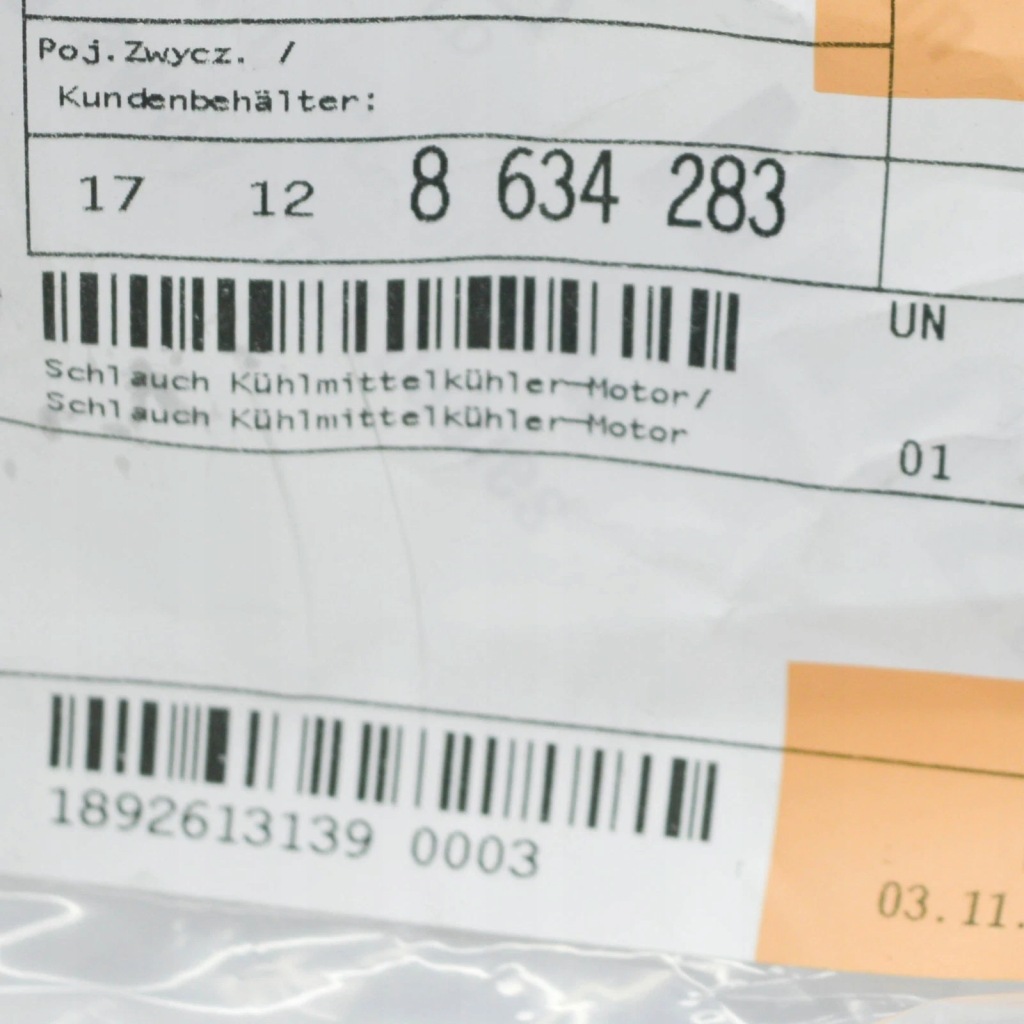 Poj.Zwycz. /
Kundenbehälter:
17 12 8 634 283
UN
Schlauch Kühlmittelkühler-Motor/
Schlauch Kühlmittelkühler-Motor
01
1892613139 0003
03.11.